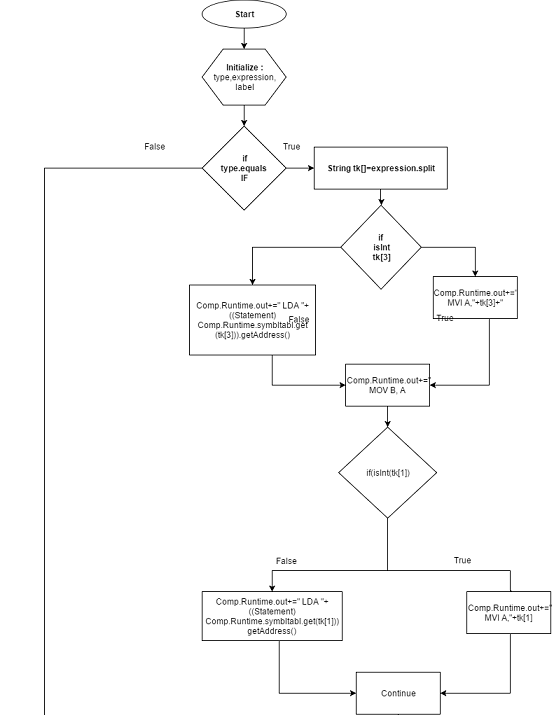 Start
Initialize :
type,expression,
label
False
True
if
type.equals
IF
String tk[]=expression.split
if
isInt
tk[3]
Comp.Runtime.out+=" LDA "+
((Statement)
Comp.Runtime.symbltabl.get
(tk[3])).getAddress()
False
Comp.Runtime.out+="
MVI A,"+tk[3]+"
True
Comp.Runtime.out+="
MOV B, A
if(isInt(tk[1])
False
True
Comp.Runtime.out+=" LDA "+
((Statement)
Comp.Runtime.symbltabl.get(tk[1]))
getAddress()
Comp.Runtime.out+="
MVI A,"+tk[1]
Continue